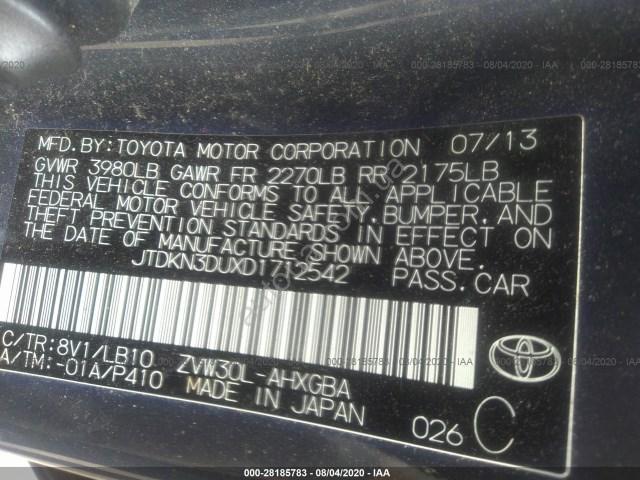 000-28185783 - 08/04/2020 - IAA
MFD.BY:TOYOTA MOTOR CORPORATION 07/13
GVWR 3980LB GAWR FR 2270LB RR 2175LB
THIS VEHICLE CONFORMS TO ALL APPLICABLE
FEDERAL MOTOR VEHICLE SAFETY,BUMPER,AND
THEFT PREVENTION STANDARDS IN EFFECT ON
THE DATE OF MANUFACTURE SHOWN ABOVE.
JTDKN3DUXD1712542 PASS.CAR
C/TR:8V1/LB10 ZVW30L-AHXGBA
A/TM:-01A/P410 MADE IN JAPAN
026 C
000-28185783 - 08/04/2020 - IAA